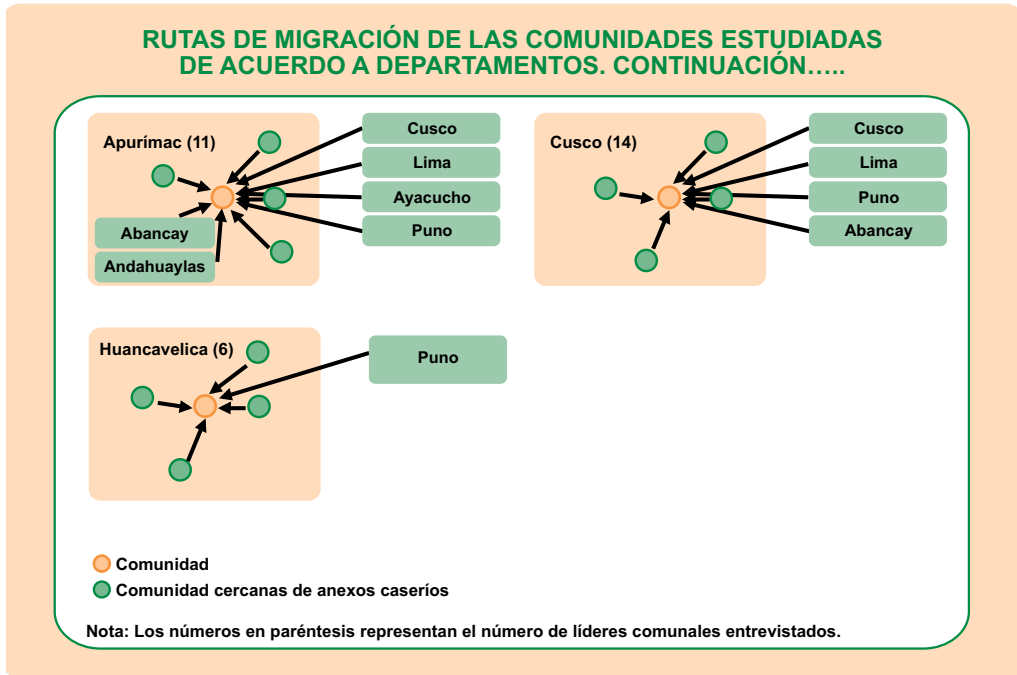 RUTAS DE MIGRACIÓN DE LAS COMUNIDADES ESTUDIADAS
DE ACUERDO A DEPARTAMENTOS. CONTINUACIÓN…..
Apurímac (11)
Cusco
Lima
Ayacucho
Puno
Abancay
Andahuaylas
Cusco (14)
Cusco
Lima
Puno
Abancay
Huancavelica (6)
Puno
Comunidad
Comunidad cercanas de anexos caseríos
Nota: Los números en paréntesis representan el número de líderes comunales entrevistados.